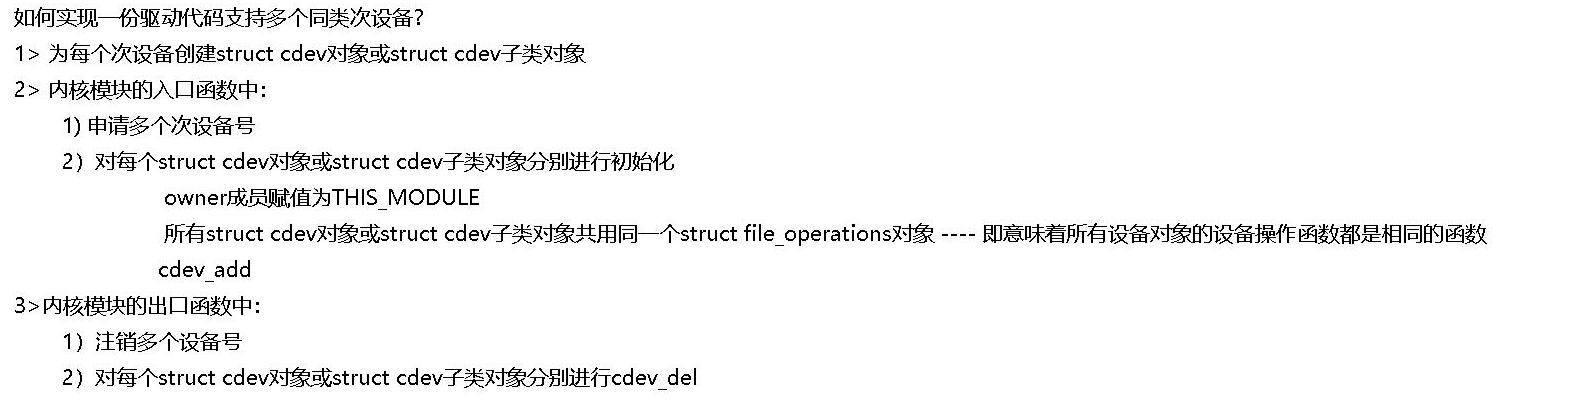 如何实现一份驱动代码支持多个同类次设备?
1> 为每个次设备创建struct cdev对象或struct cdev子类对象
2> 内核模块的入口函数中:
1) 申请多个次设备号
2）对每个struct cdev对象或struct cdev子类对象分别进行初始化
owner成员赋值为THIS_MODULE
所有struct cdev对象或struct cdev子类对象共用同一个struct file_operations对象 ---- 即意味着所有设备对象的设备操作函数都是相同的函数
cdev_add
3>内核模块的出口函数中:
1）注销多个设备号
2）对每个struct cdev对象或struct cdev子类对象分别进行cdev_del